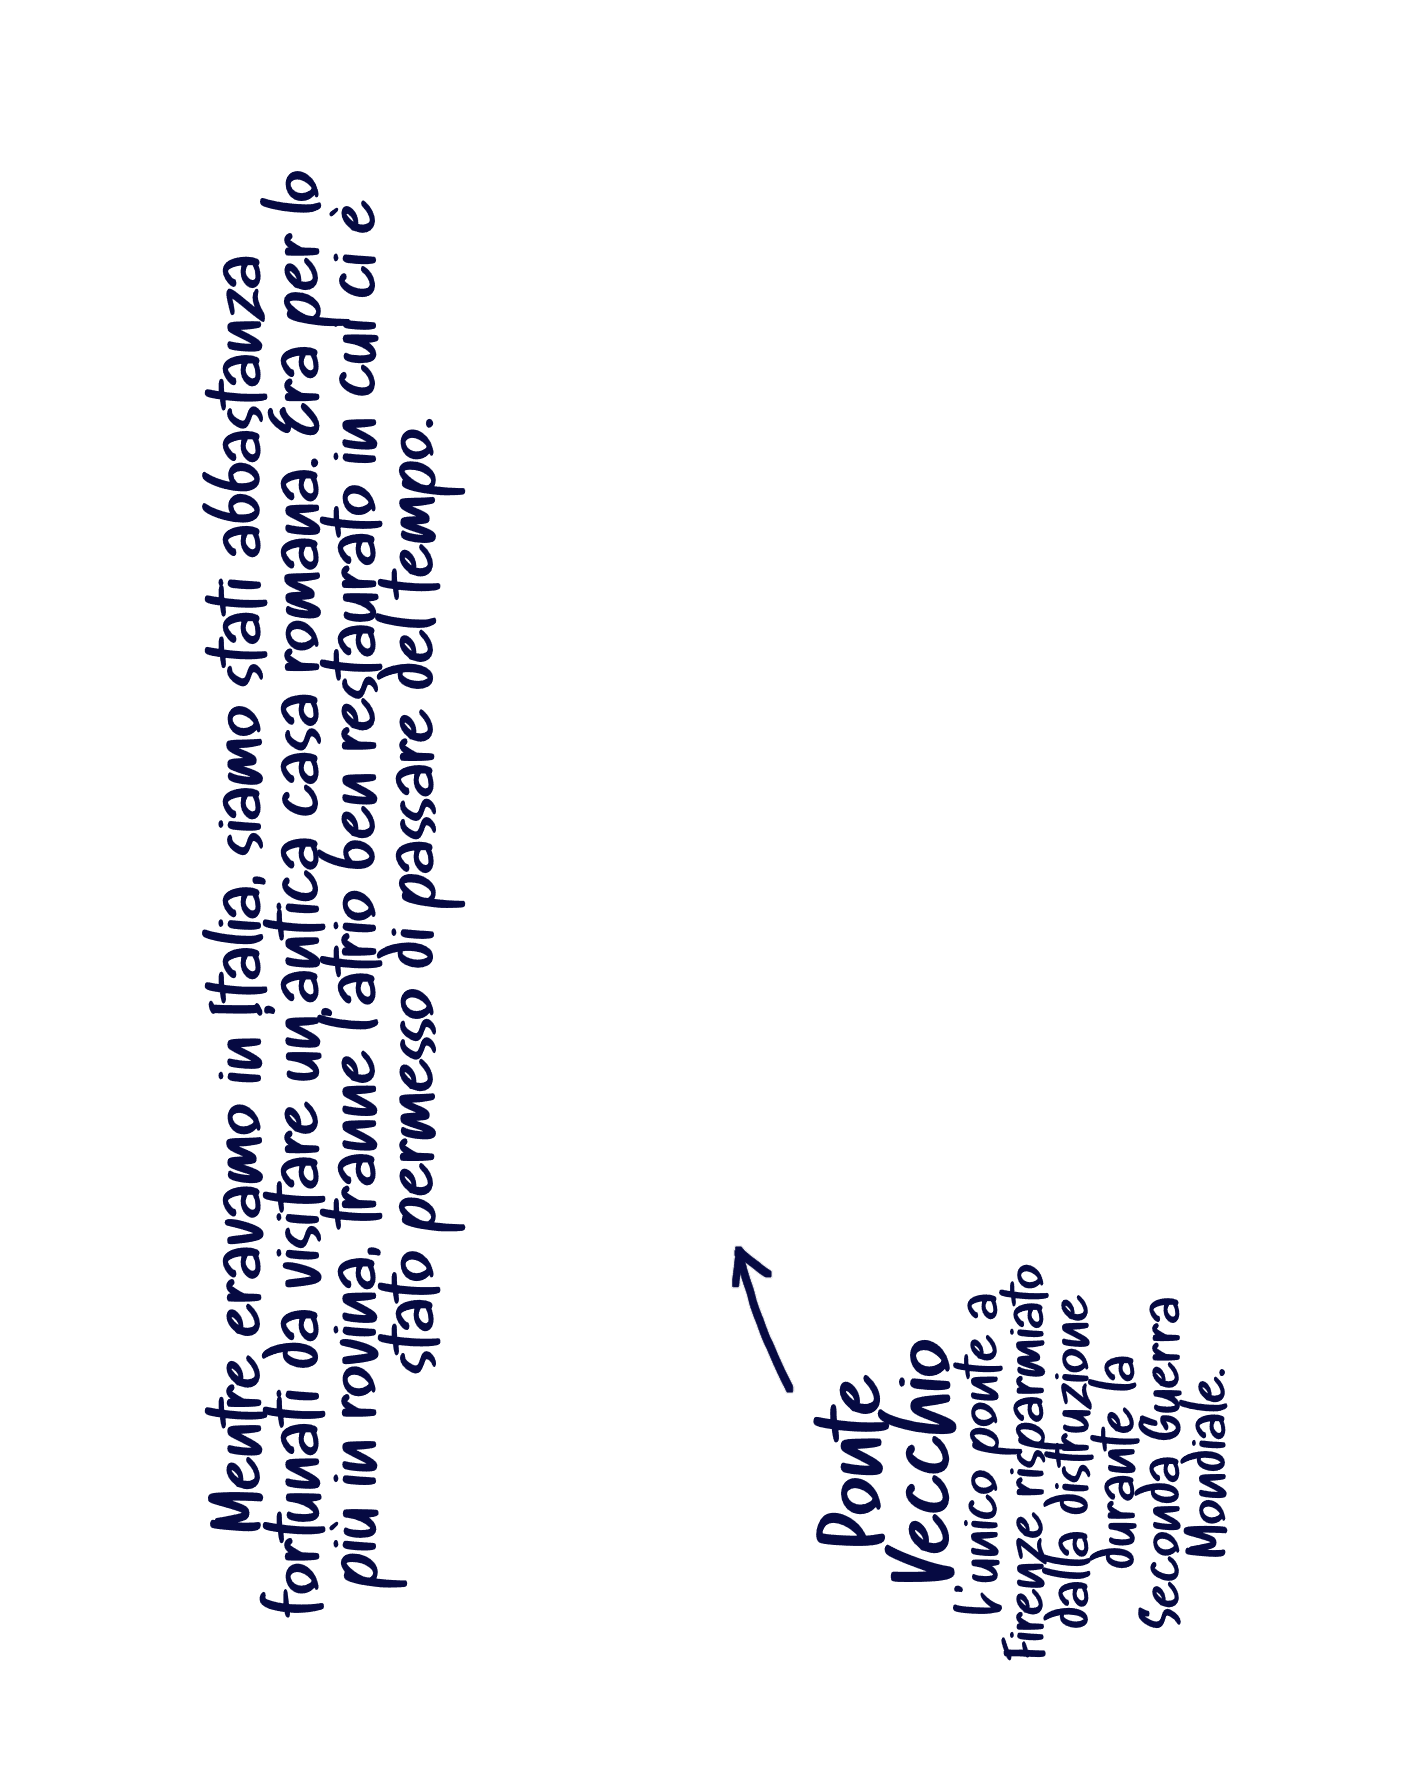 Mentre eravamo in Italia, siamo stati abbastanza
fortunati da visitare un'antica casa romana. Era per lo
più in rovina, tranne l'atrio ben restaurato in cui ci è
stato permesso di passare del tempo.
Ponte
Vecchio
L'unico ponte a
Firenze risparmiato
dalla distruzione
durante la
Seconda Guerra
Mondiale.